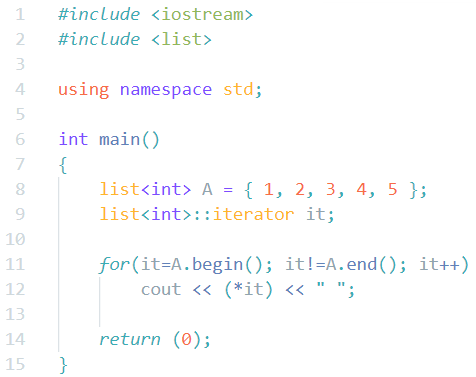 1 #include <iostream>
2 #include <list>
3
4 using namespace std;
5
6 int main()
7 {
8     list<int> A = { 1, 2, 3, 4, 5 };
9     list<int>::iterator it;
10
11     for(it=A.begin(); it!=A.end(); it++)
12         cout << (*it) << " ";
13
14     return (0);
15 }